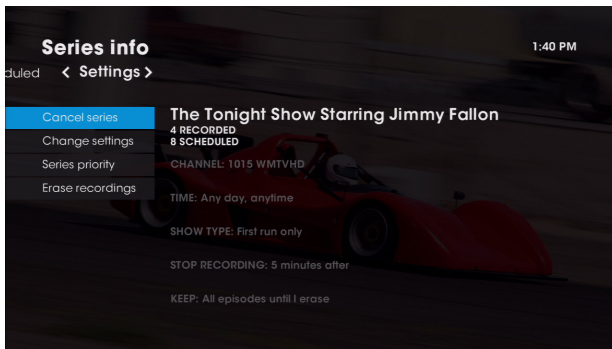 Series info
1:40 PM
duled < Settings >
Cancel series
Change settings
Series priority
Erase recordings
The Tonight Show Starring Jimmy Fallon
4 RECORDED
8 SCHEDULED
CHANNEL: 1015 WMTVHD
TIME: Any day, anytime
SHOW TYPE: First run only
STOP RECORDING: 5 minutes after
KEEP: All episodes until I erase